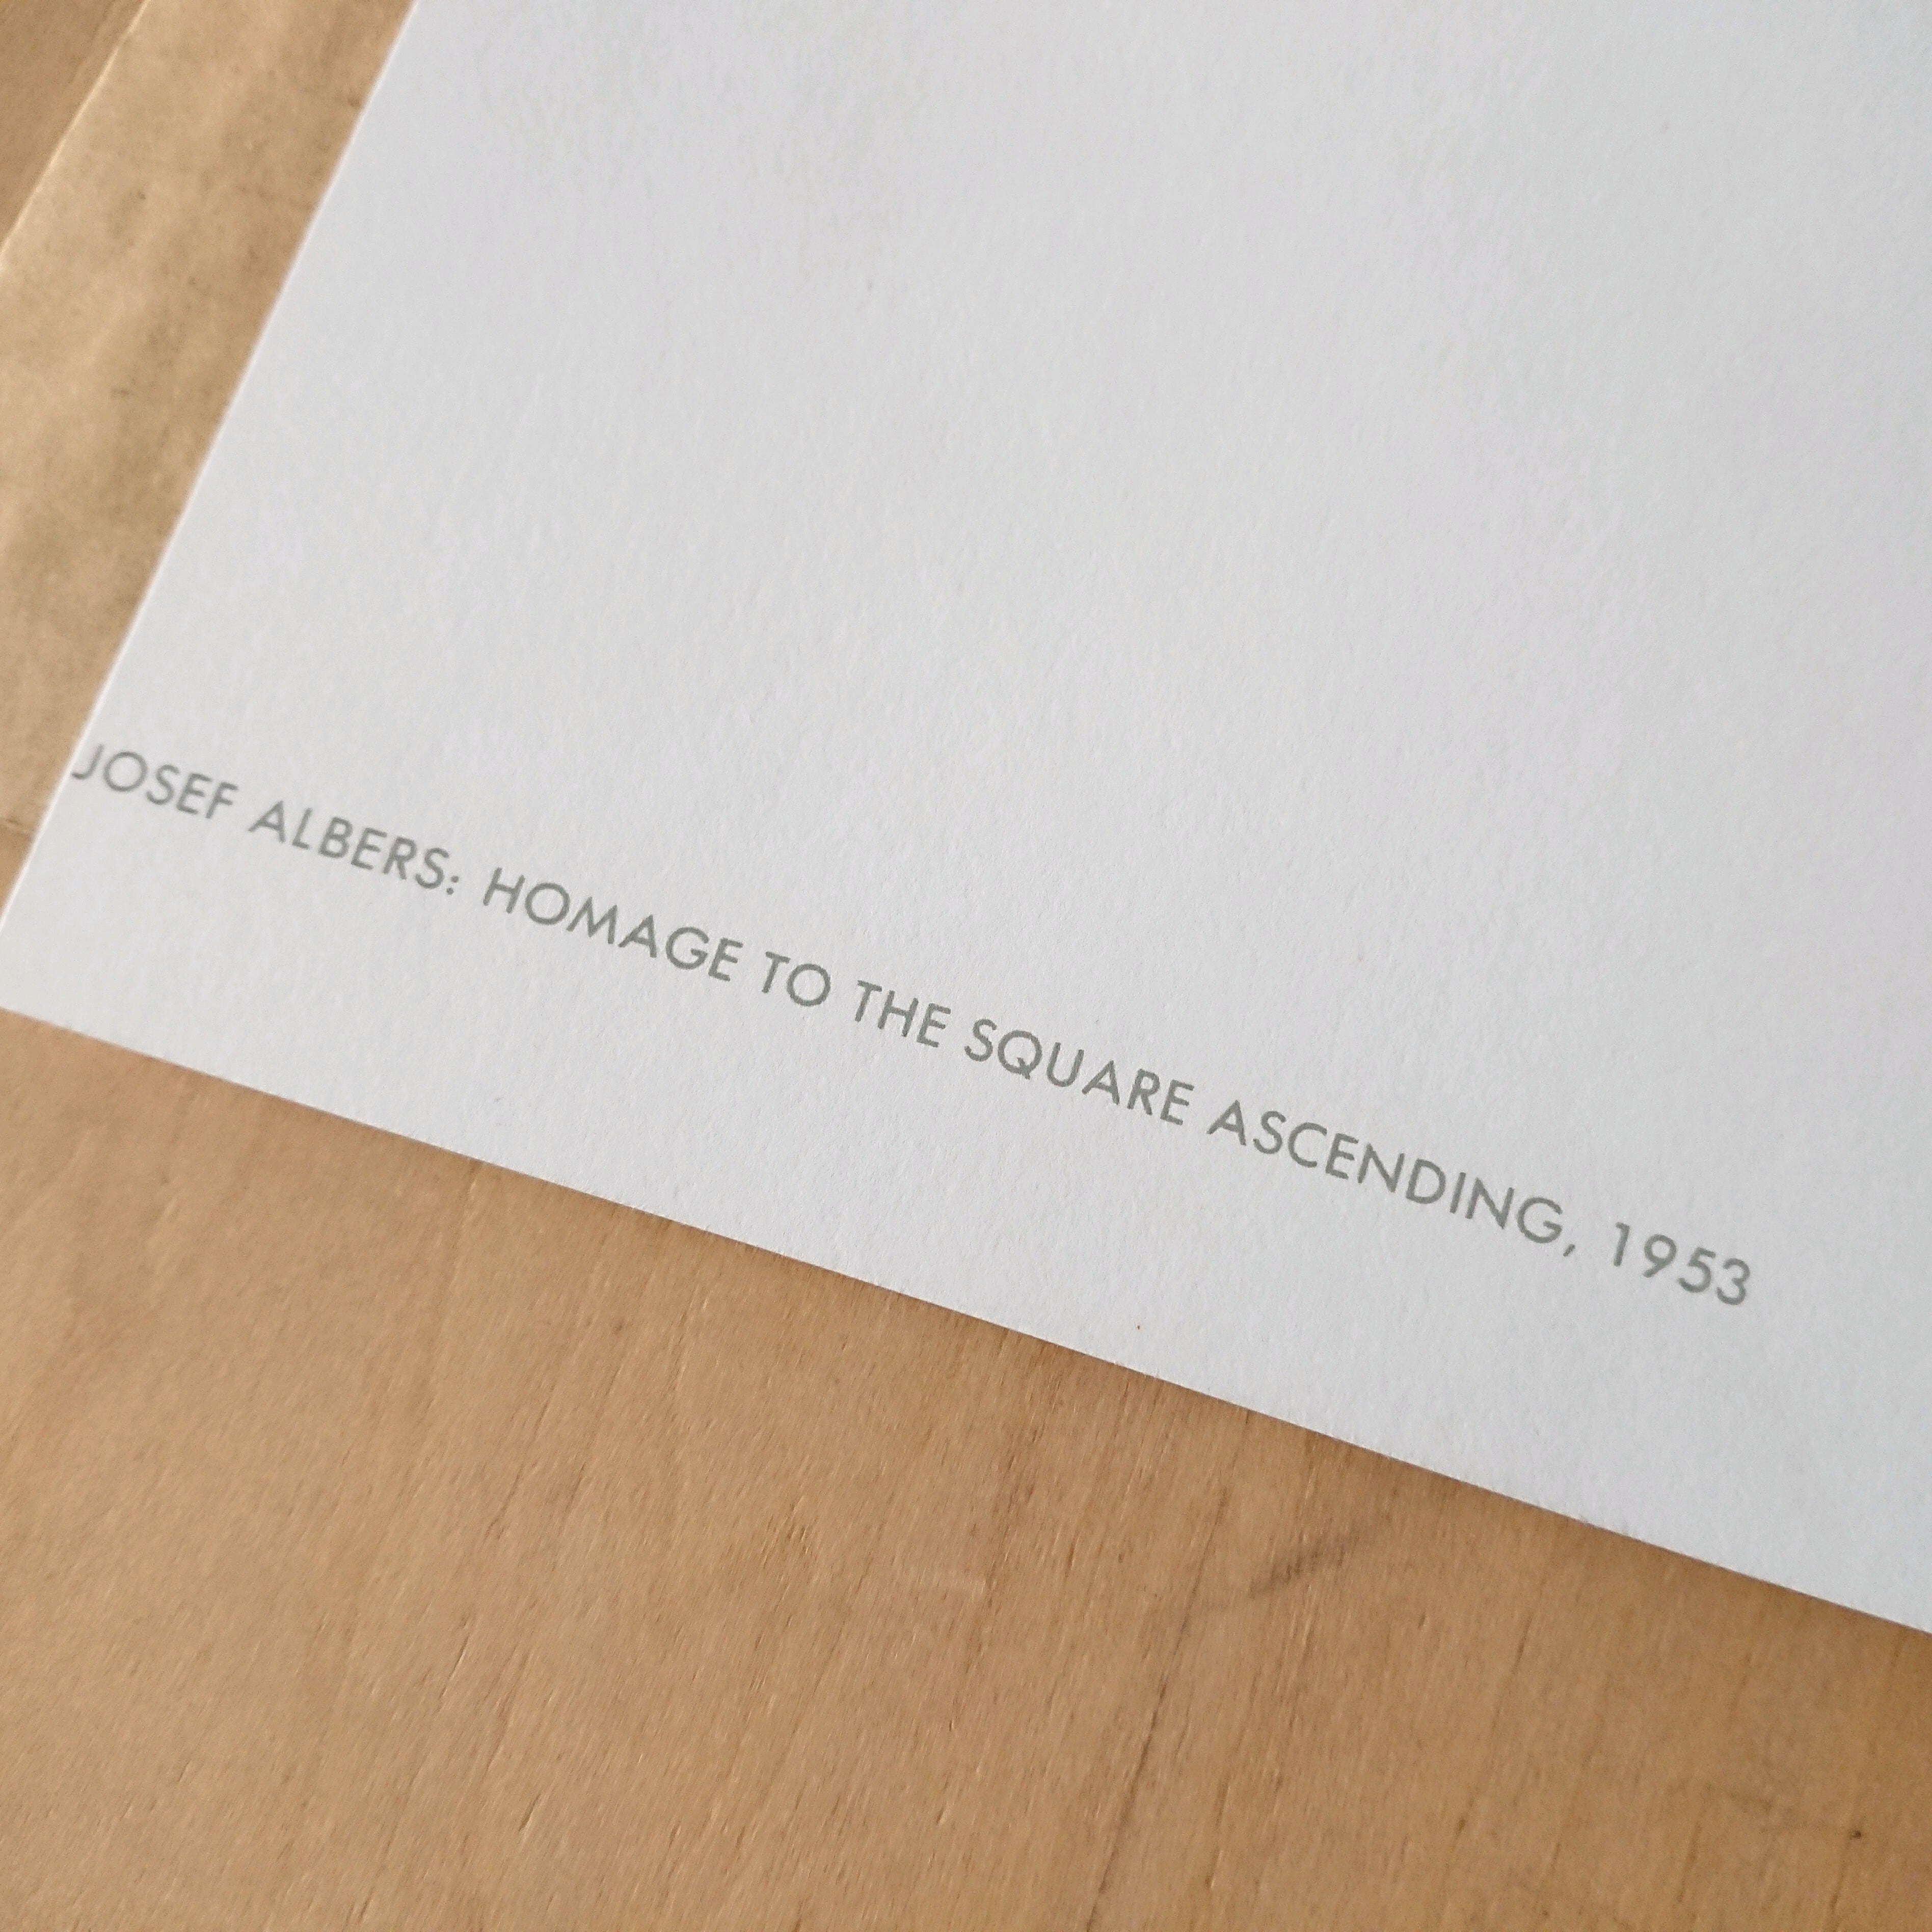 JOSEF ALBERS: HOMAGE TO THE SQUARE ASCENDING, 1953